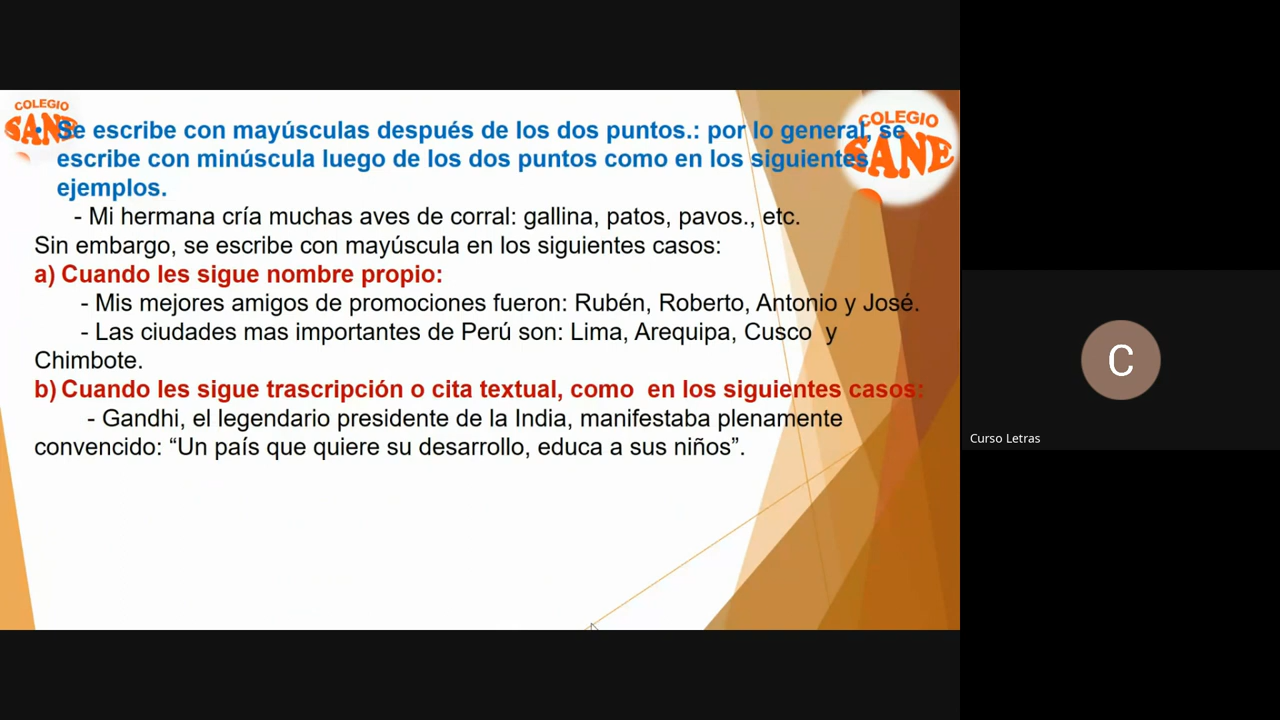 COLEGIO
SANE
COLEGIO
SANE
• Se escribe con mayúsculas después de los dos puntos.: por lo general, se
escribe con minúscula luego de los dos puntos como en los siguientes
ejemplos.
- Mi hermana cría muchas aves de corral: gallina, patos, pavos., etc.
Sin embargo, se escribe con mayúscula en los siguientes casos:
a) Cuando les sigue nombre propio:
- Mis mejores amigos de promociones fueron: Rubén, Roberto, Antonio y José.
- Las ciudades mas importantes de Perú son: Lima, Arequipa, Cusco y
Chimbote.
b) Cuando les sigue trascripción o cita textual, como en los siguientes casos:
- Gandhi, el legendario presidente de la India, manifestaba plenamente
convencido: “Un país que quiere su desarrollo, educa a sus niños”.
C
Curso Letras